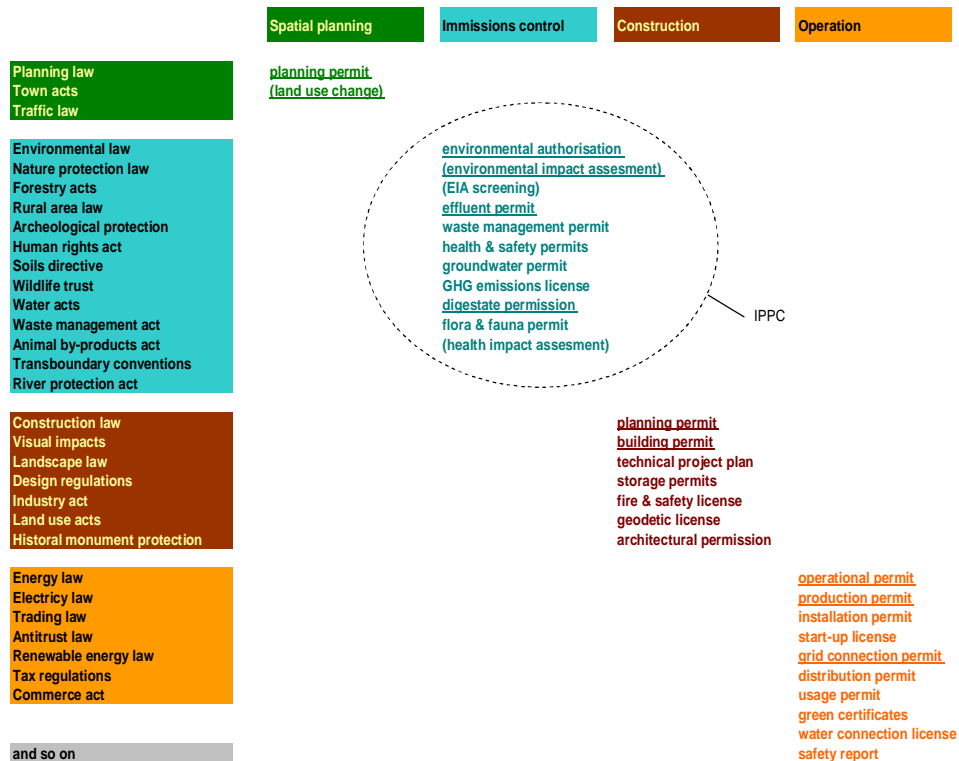 Spatial planning
Immissions control
Construction
Operation
Planning law
Town acts
Traffic law
planning permit
(land use change)
Environmental law
Nature protection law
Forestry acts
Rural area law
Archeological protection
Human rights act
Soils directive
Wildlife trust
Water acts
Waste management act
Animal by-products act
Transboundary conventions
River protection act
environmental authorisation
(environmental impact assesment)
(EIA screening)
effluent permit
waste management permit
health & safety permits
groundwater permit
GHG emissions license
digestate permission
flora & fauna permit
(health impact assesment)
IPPC
Construction law
Visual impacts
Landscape law
Design regulations
Industry act
Land use acts
Historal monument protection
planning permit
building permit
technical project plan
storage permits
fire & safety license
geodetic license
architectural permission
Energy law
Electricy law
Trading law
Antitrust law
Renewable energy law
Tax regulations
Commerce act
operational permit
production permit
installation permit
start-up license
grid connection permit
distribution permit
usage permit
green certificates
water connection license
safety report
and so on